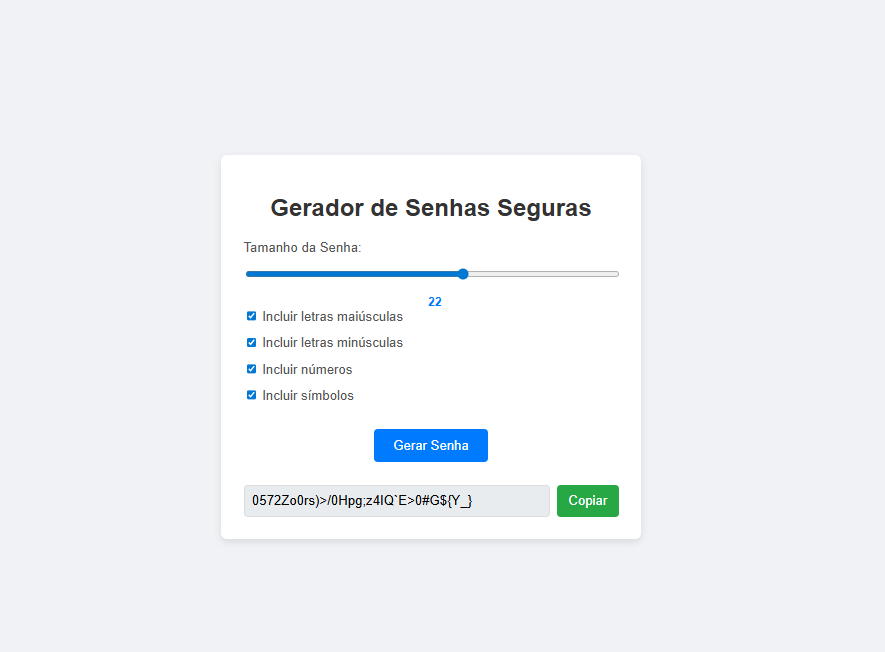 Gerador de Senhas Seguras
Tamanho da Senha:
22
Incluir letras maiúsculas
Incluir letras minúsculas
Incluir números
Incluir símbolos
Gerar Senha
0572Zo0rs)>/0Hpg;z4IQ`E>0#G${Y_}
Copiar